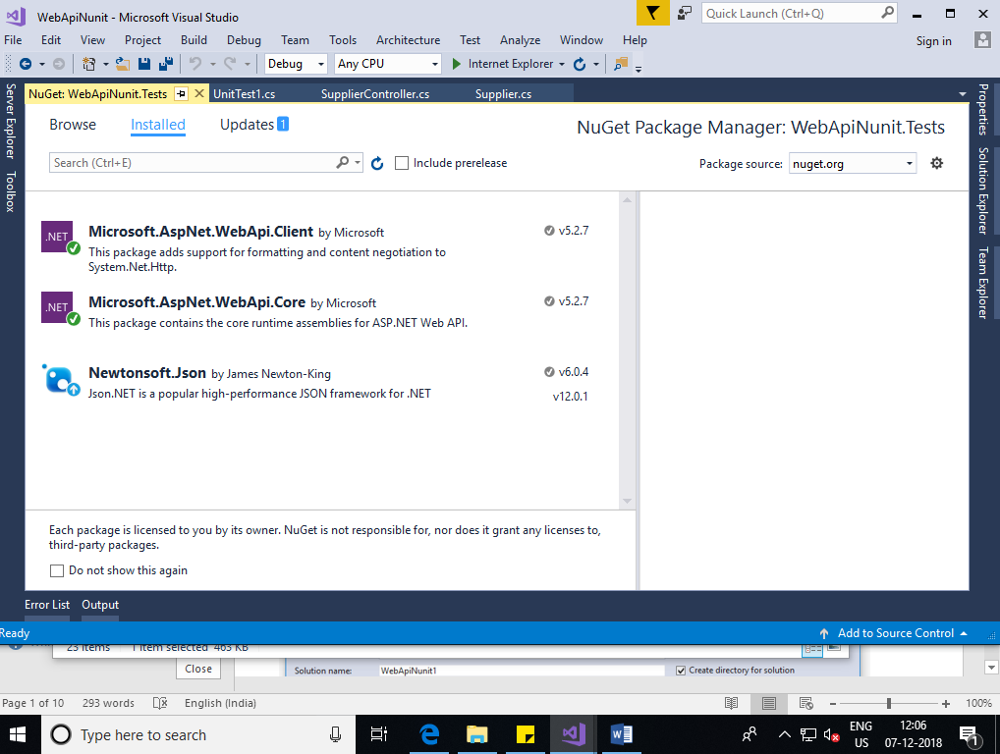 WebApiNunit - Microsoft Visual Studio
Quick Launch (Ctrl+Q)
File Edit View Project Build Debug Team Tools Architecture Test Analyze Window Help
Sign in
Debug Any CPU Internet Explorer
Server Explorer
Toolbox
NuGet: WebApiNunit.Tests UnitTest1.cs SupplierController.cs Supplier.cs
Browse Installed Updates 1
NuGet Package Manager: WebApiNunit.Tests
Search (Ctrl+E) Include prerelease
Package source: nuget.org
.NET
Microsoft.AspNet.WebApi.Client by Microsoft v5.2.7
This package adds support for formatting and content negotiation to
System.Net.Http.
.NET
Microsoft.AspNet.WebApi.Core by Microsoft v5.2.7
This package contains the core runtime assemblies for ASP.NET Web API.
Newtonsoft.Json by James Newton-King v6.0.4
Json.NET is a popular high-performance JSON framework for .NET v12.0.1
Each package is licensed to you by its owner. NuGet is not responsible for, nor does it grant any licenses to,
third-party packages.
Do not show this again
Properties
Solution Explorer
Team Explorer
Error List Output
Ready
Add to Source Control
23 items 1 item selected 463 KB
Close
Solution name: WebApiNunit1 Create directory for solution
Page 1 of 10 293 words English (India) 100%
Type here to search
ENG
US
12:06
07-12-2018
1